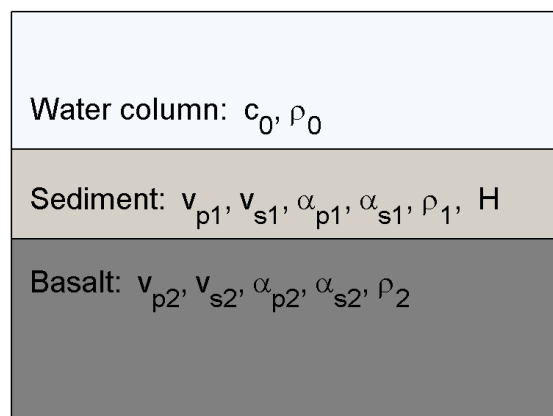 Water column: c₀, ρ₀
Sediment: vₚ₁, vₛ₁, αₚ₁, αₛ₁, ρ₁, H
Basalt: vₚ₂, vₛ₂, αₚ₂, αₛ₂, ρ₂